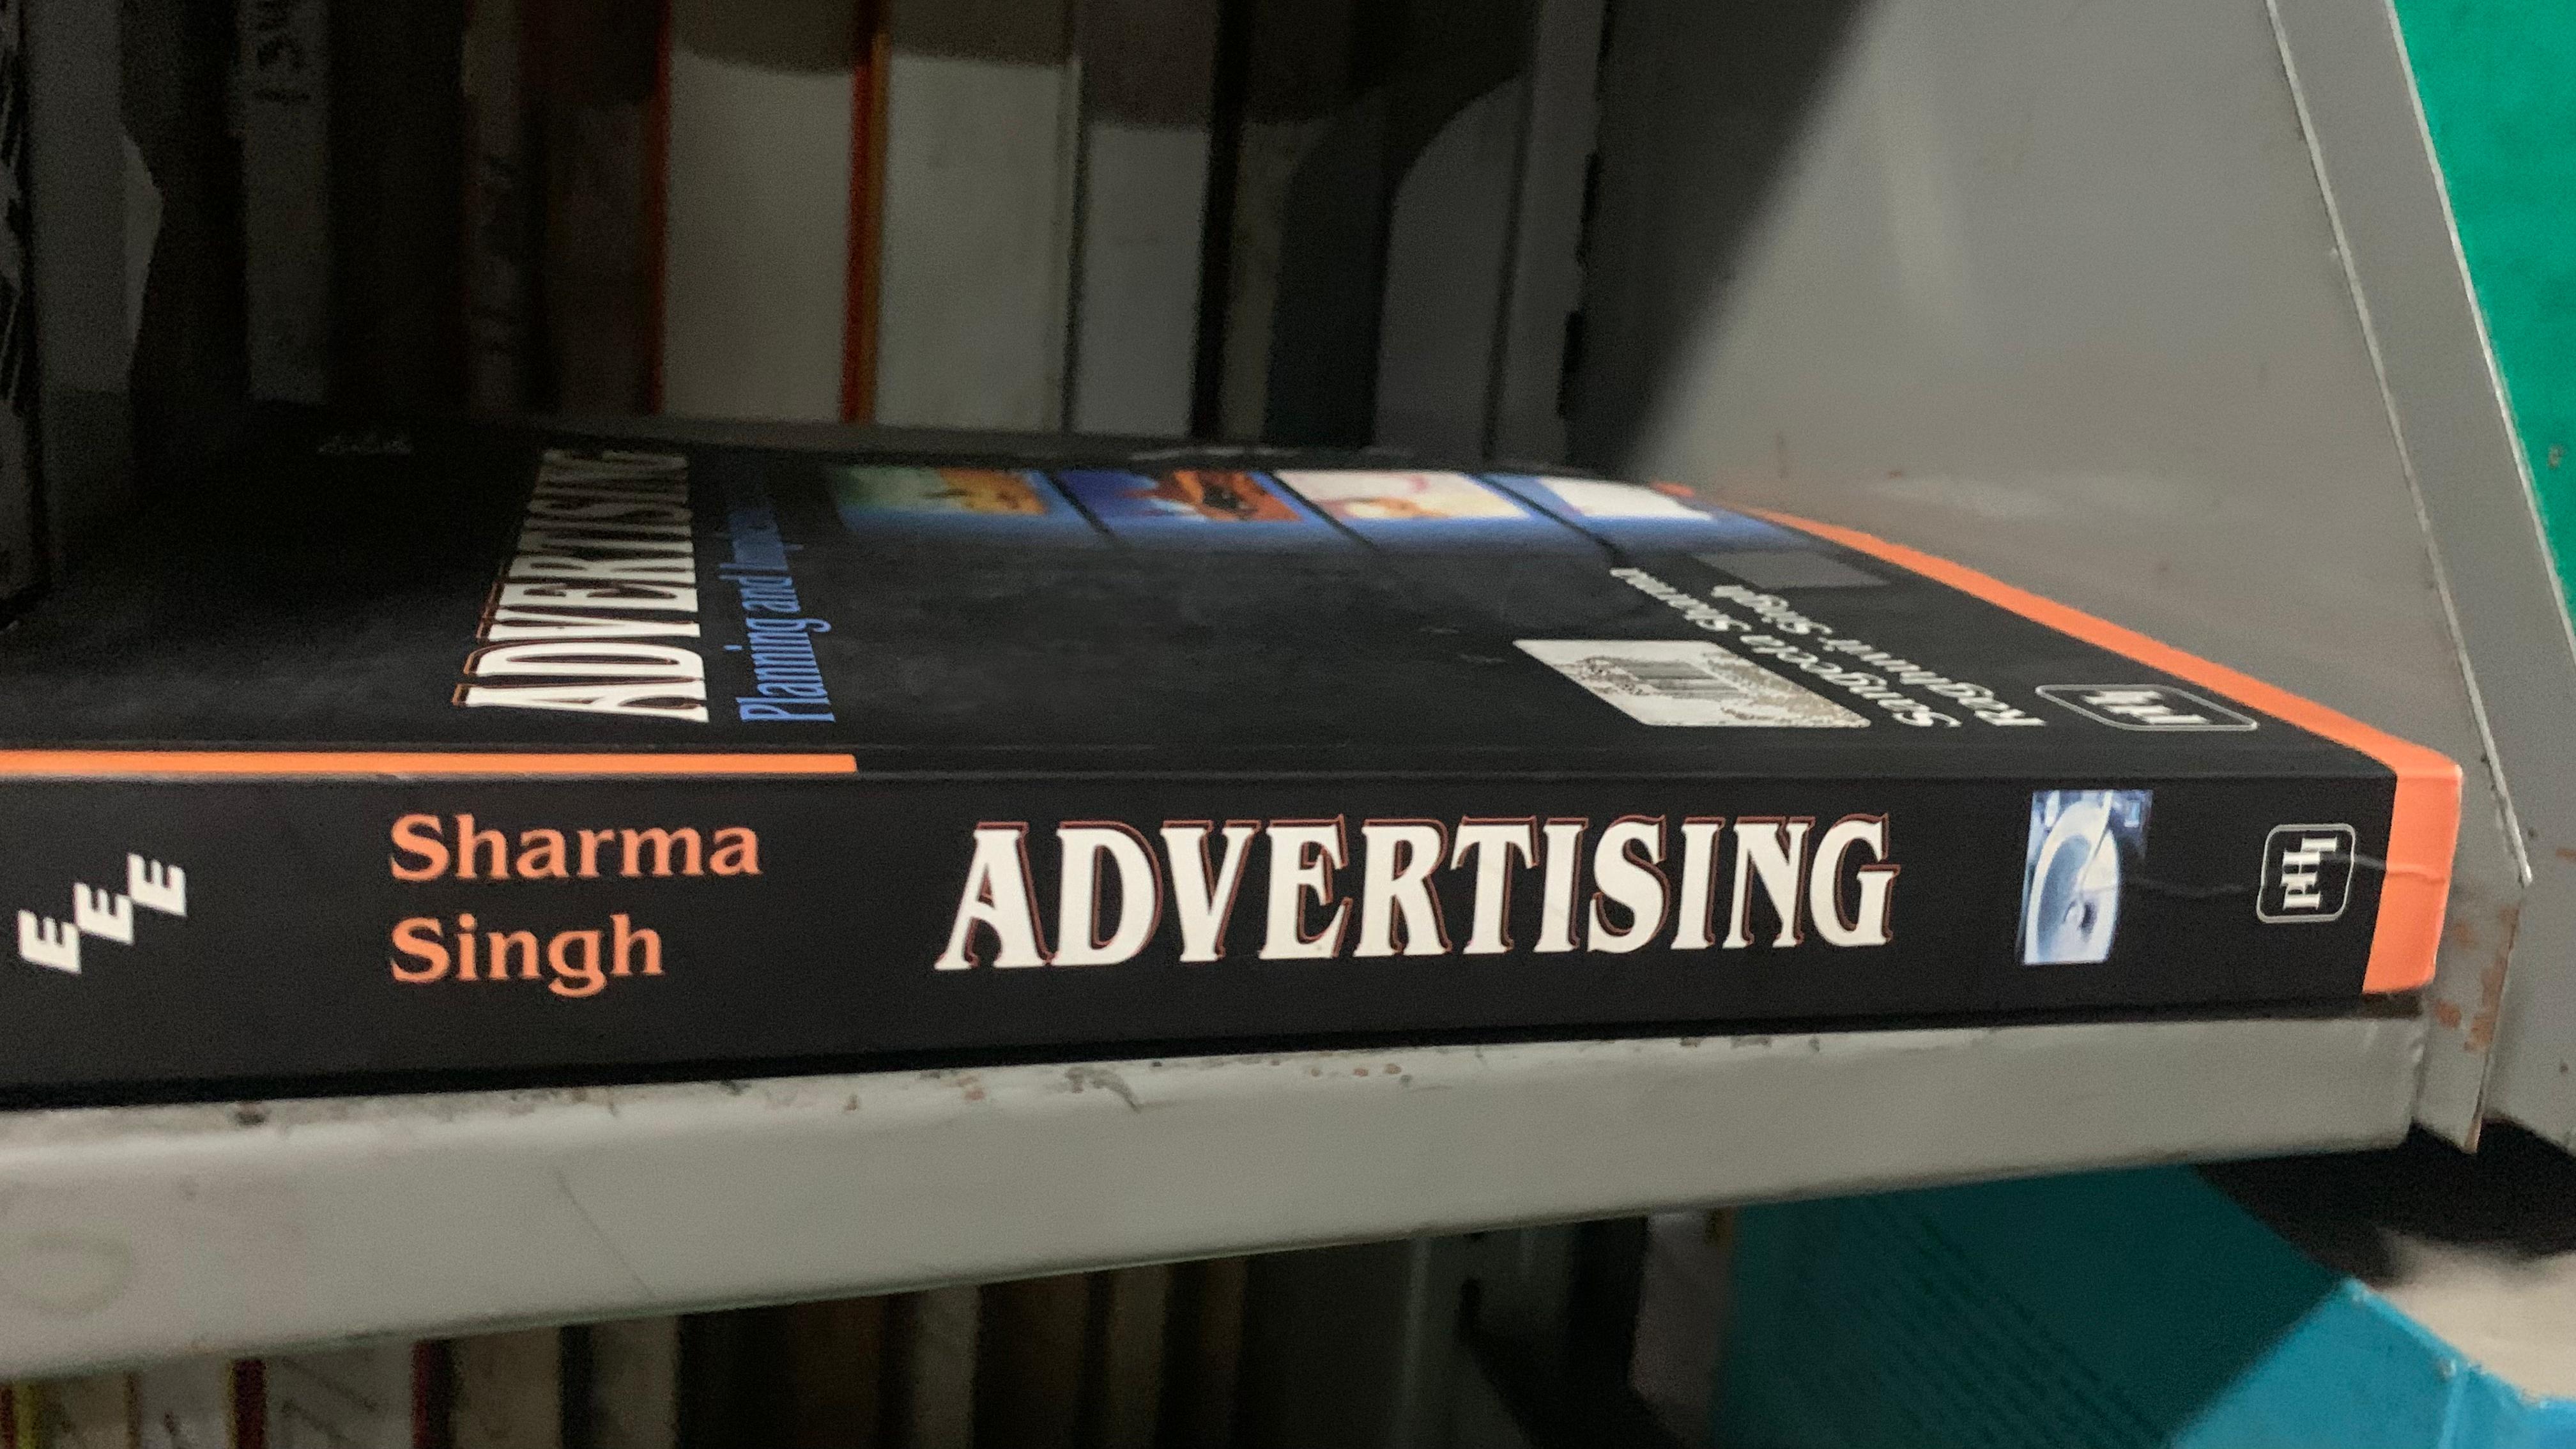 ADVERTISING
Planning and
Sangeeta Sharma
Raghuvir Singh
PHI
EEE
Sharma
Singh
ADVERTISING
PHI